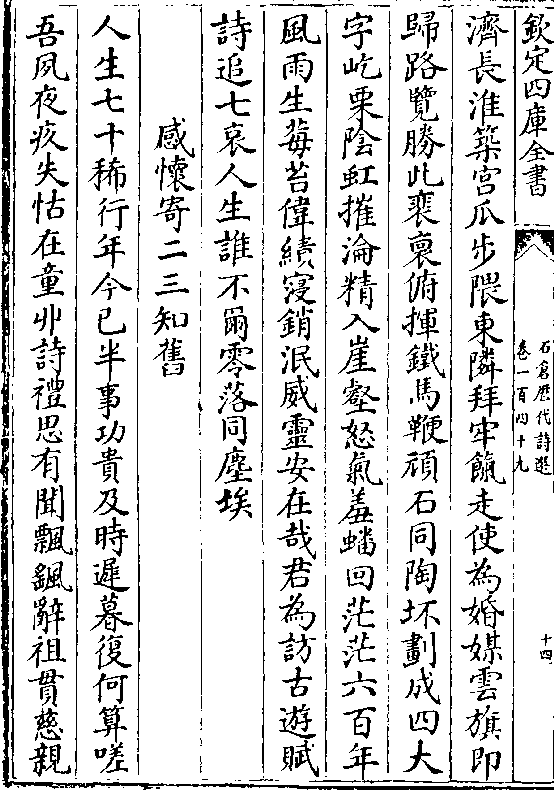 欽定四庫全書
石倉歷代詩選
卷一百四十九
十四
濟長淮築宫瓜步隈東隣拜牢餼走使為婚媒雲旗即
歸路覽勝此裴裏俯揮鐵馬鞭頑石同陶坏劃成四大
字屹栗陰虹摧淪精入崖壑怒氣羞蟠回茫茫六百年
風雨生莓苔偉績寖銷泯威靈安在哉君為訪古遊賦
詩追七哀人生誰不爾零落同塵埃
感懷寄二三知舊
人生七十稀行年今已半事功貴及時遲暮復何算嗟
吾夙夜疚失怙在童丱詩禮思有聞飄飖辭祖貫慈親